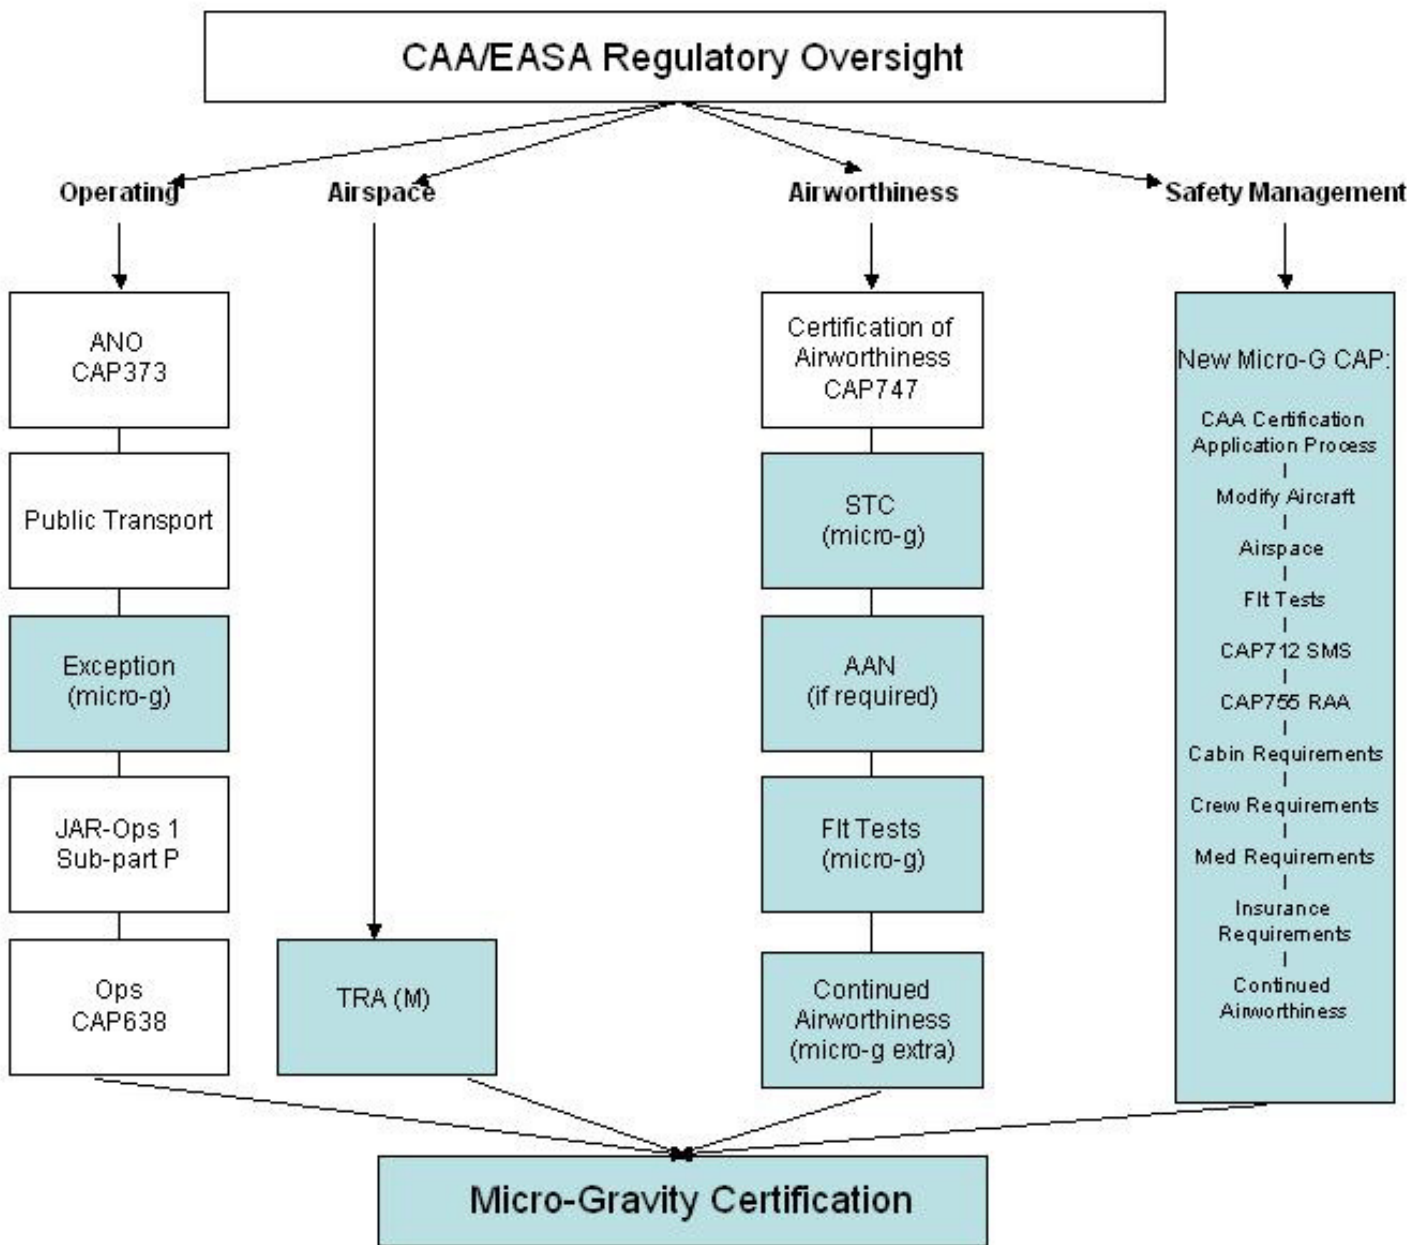 CAA/EASA Regulatory Oversight
Operating
Airspace
Airworthiness
Safety Management
ANO
CAP373
Public Transport
Exception
(micro-g)
JAR-Ops 1
Sub-part P
Ops
CAP638
TRA (M)
Certification of
Airworthiness
CAP747
STC
(micro-g)
AAN
(if required)
Flt Tests
(micro-g)
Continued
Airworthiness
(micro-g extra)
New Micro-G CAP:
CAA Certification
Application Process
Modify Aircraft
Airspace
Flt Tests
CAP712 SMS
CAP755 RAA
Cabin Requirements
Crew Requirements
Med Requirements
Insurance
Requirements
Continued
Airworthiness
Micro-Gravity Certification